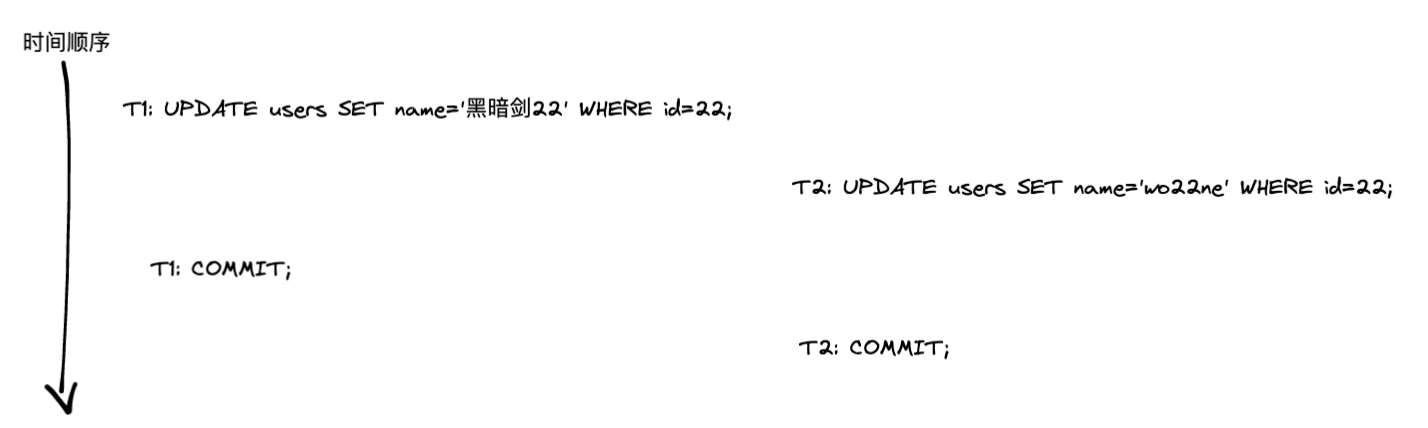 时间顺序
T1: UPDATE users SET name='黑暗剑22' WHERE id=22;
T2: UPDATE users SET name='wo22ne' WHERE id=22;
T1: COMMIT;
T2: COMMIT;